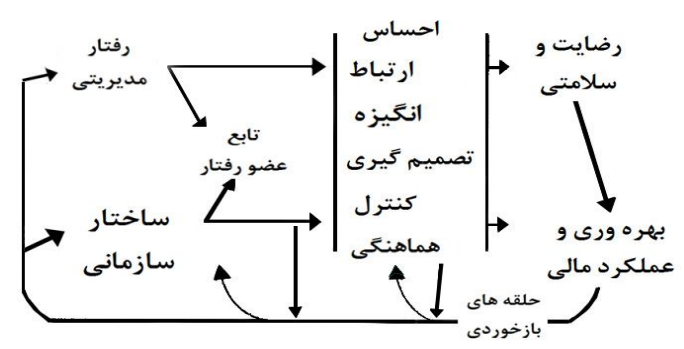 رفتار
مدیریتی
تابع
عضو رفتار
ساختار
سازمانی
احساس
ارتباط
انگیزه
تصمیم گیری
کنترل
هماهنگی
رضایت و
سلامتی
بهره وری و
عملکرد مالی
حلقه های
بازخوردی